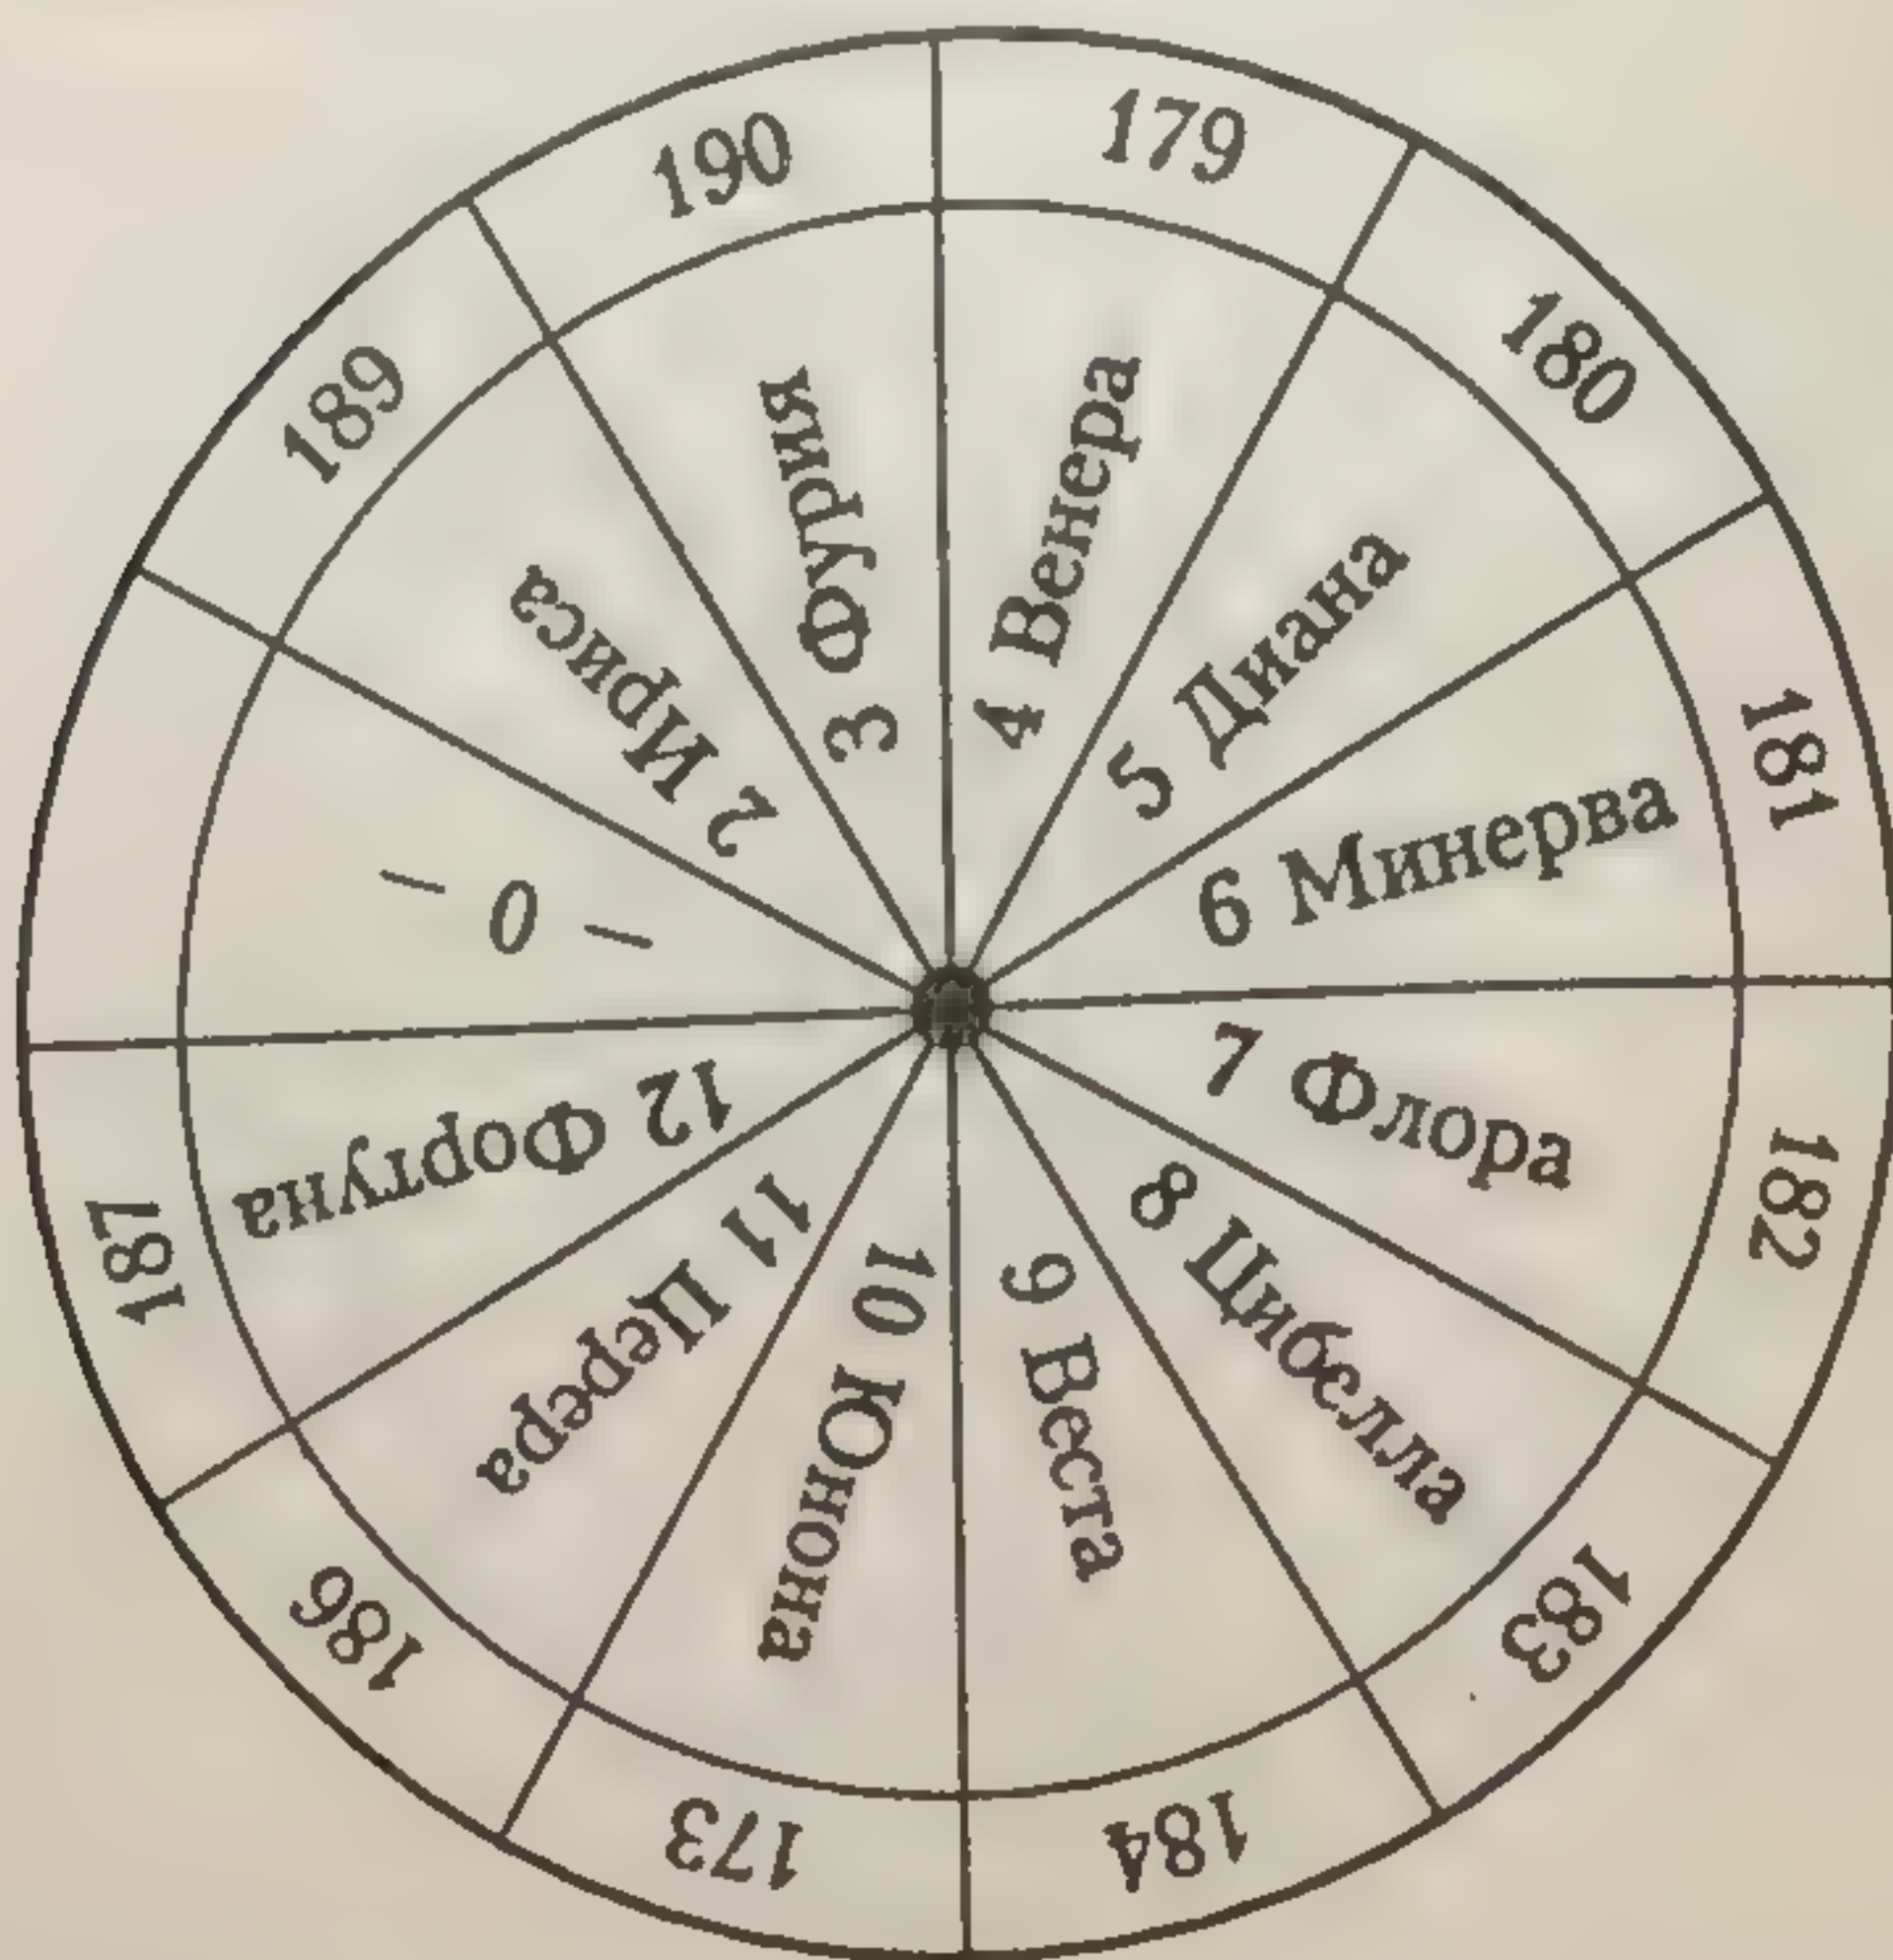 179
4 Венера
180
5 Диана
181
6 Минерва
182
7 Флора
183
8 Цибелла
184
9 Веста
173
10 Юнона
186
11 Церера
187
12 Фортуна
– 0 –
189
2 Ириса
190
3 Фурия